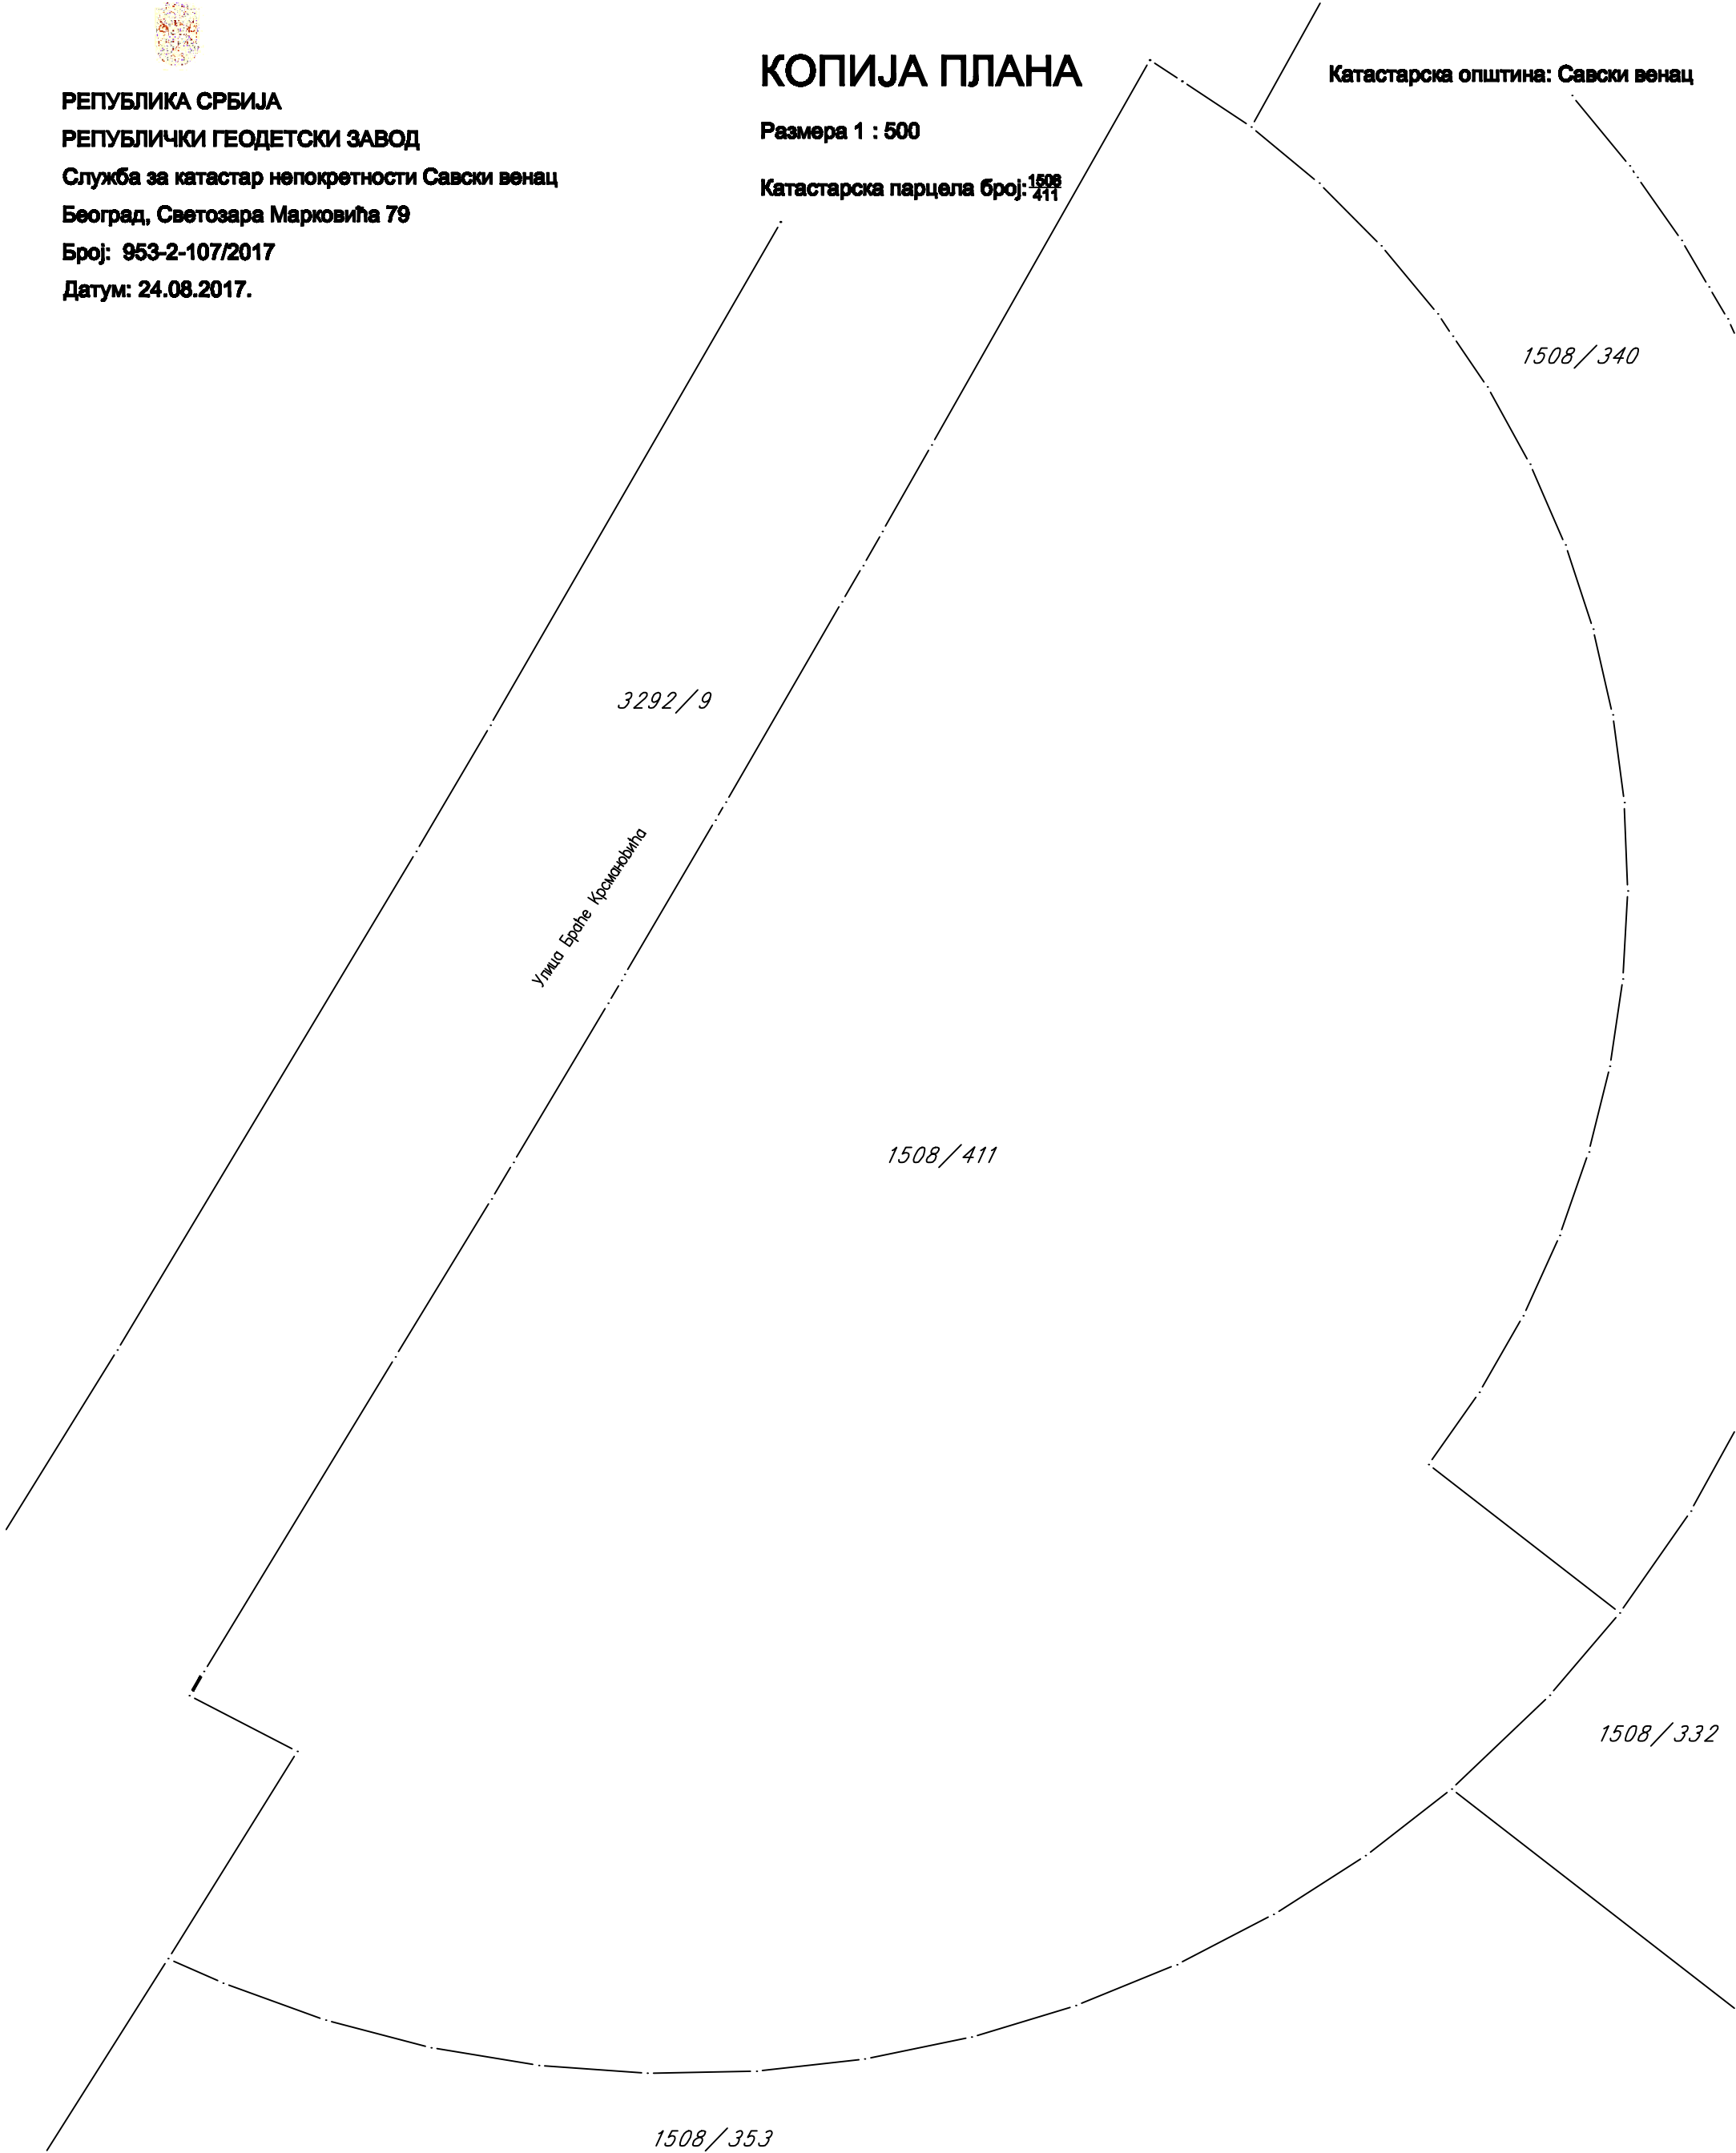 РЕПУБЛИКА СРБИЈА
РЕПУБЛИЧКИ ГЕОДЕТСКИ ЗАВОД
Служба за катастар непокретности Савски венац
Београд, Светозара Марковића 79
Број: 953-2-107/2017
Датум: 24.08.2017.
КОПИЈА ПЛАНА
Размера 1 : 500
Катастарска парцела број: 1508/411
Катастарска општина: Савски венац
1508/340
3292/9
Улица Браће Крсмановића
1508/411
1508/332
1508/353